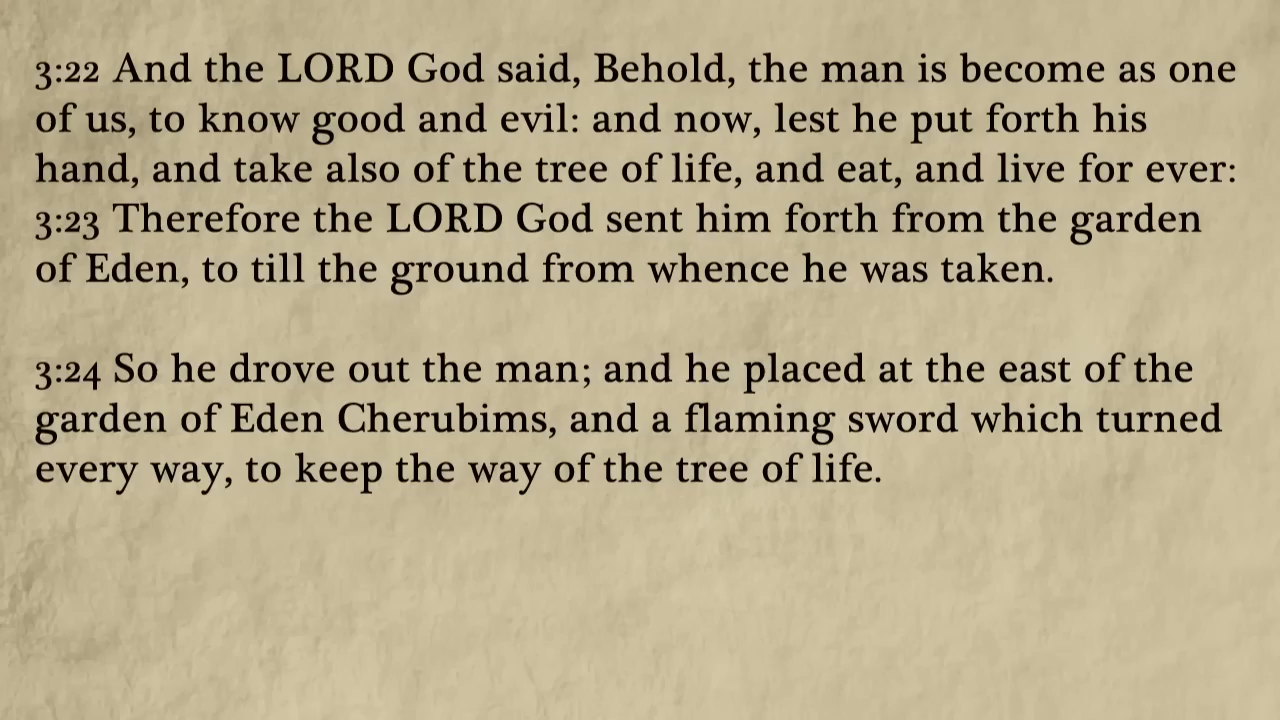 3:22 And the LORD God said, Behold, the man is become as one
of us, to know good and evil: and now, lest he put forth his
hand, and take also of the tree of life, and eat, and live for ever:
3:23 Therefore the LORD God sent him forth from the garden
of Eden, to till the ground from whence he was taken.
3:24 So he drove out the man; and he placed at the east of the
garden of Eden Cherubims, and a flaming sword which turned
every way, to keep the way of the tree of life.